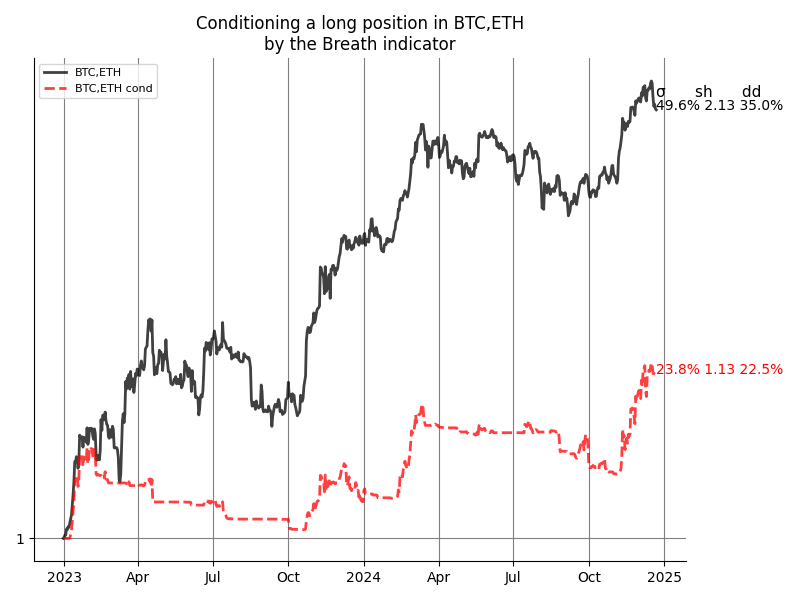 Conditioning a long position in BTC,ETH
by the Breath indicator
BTC,ETH
BTC,ETH cond
σ sh dd
49.6% 2.13 35.0%
23.8% 1.13 22.5%
1
2023 Apr Jul Oct 2024 Apr Jul Oct 2025